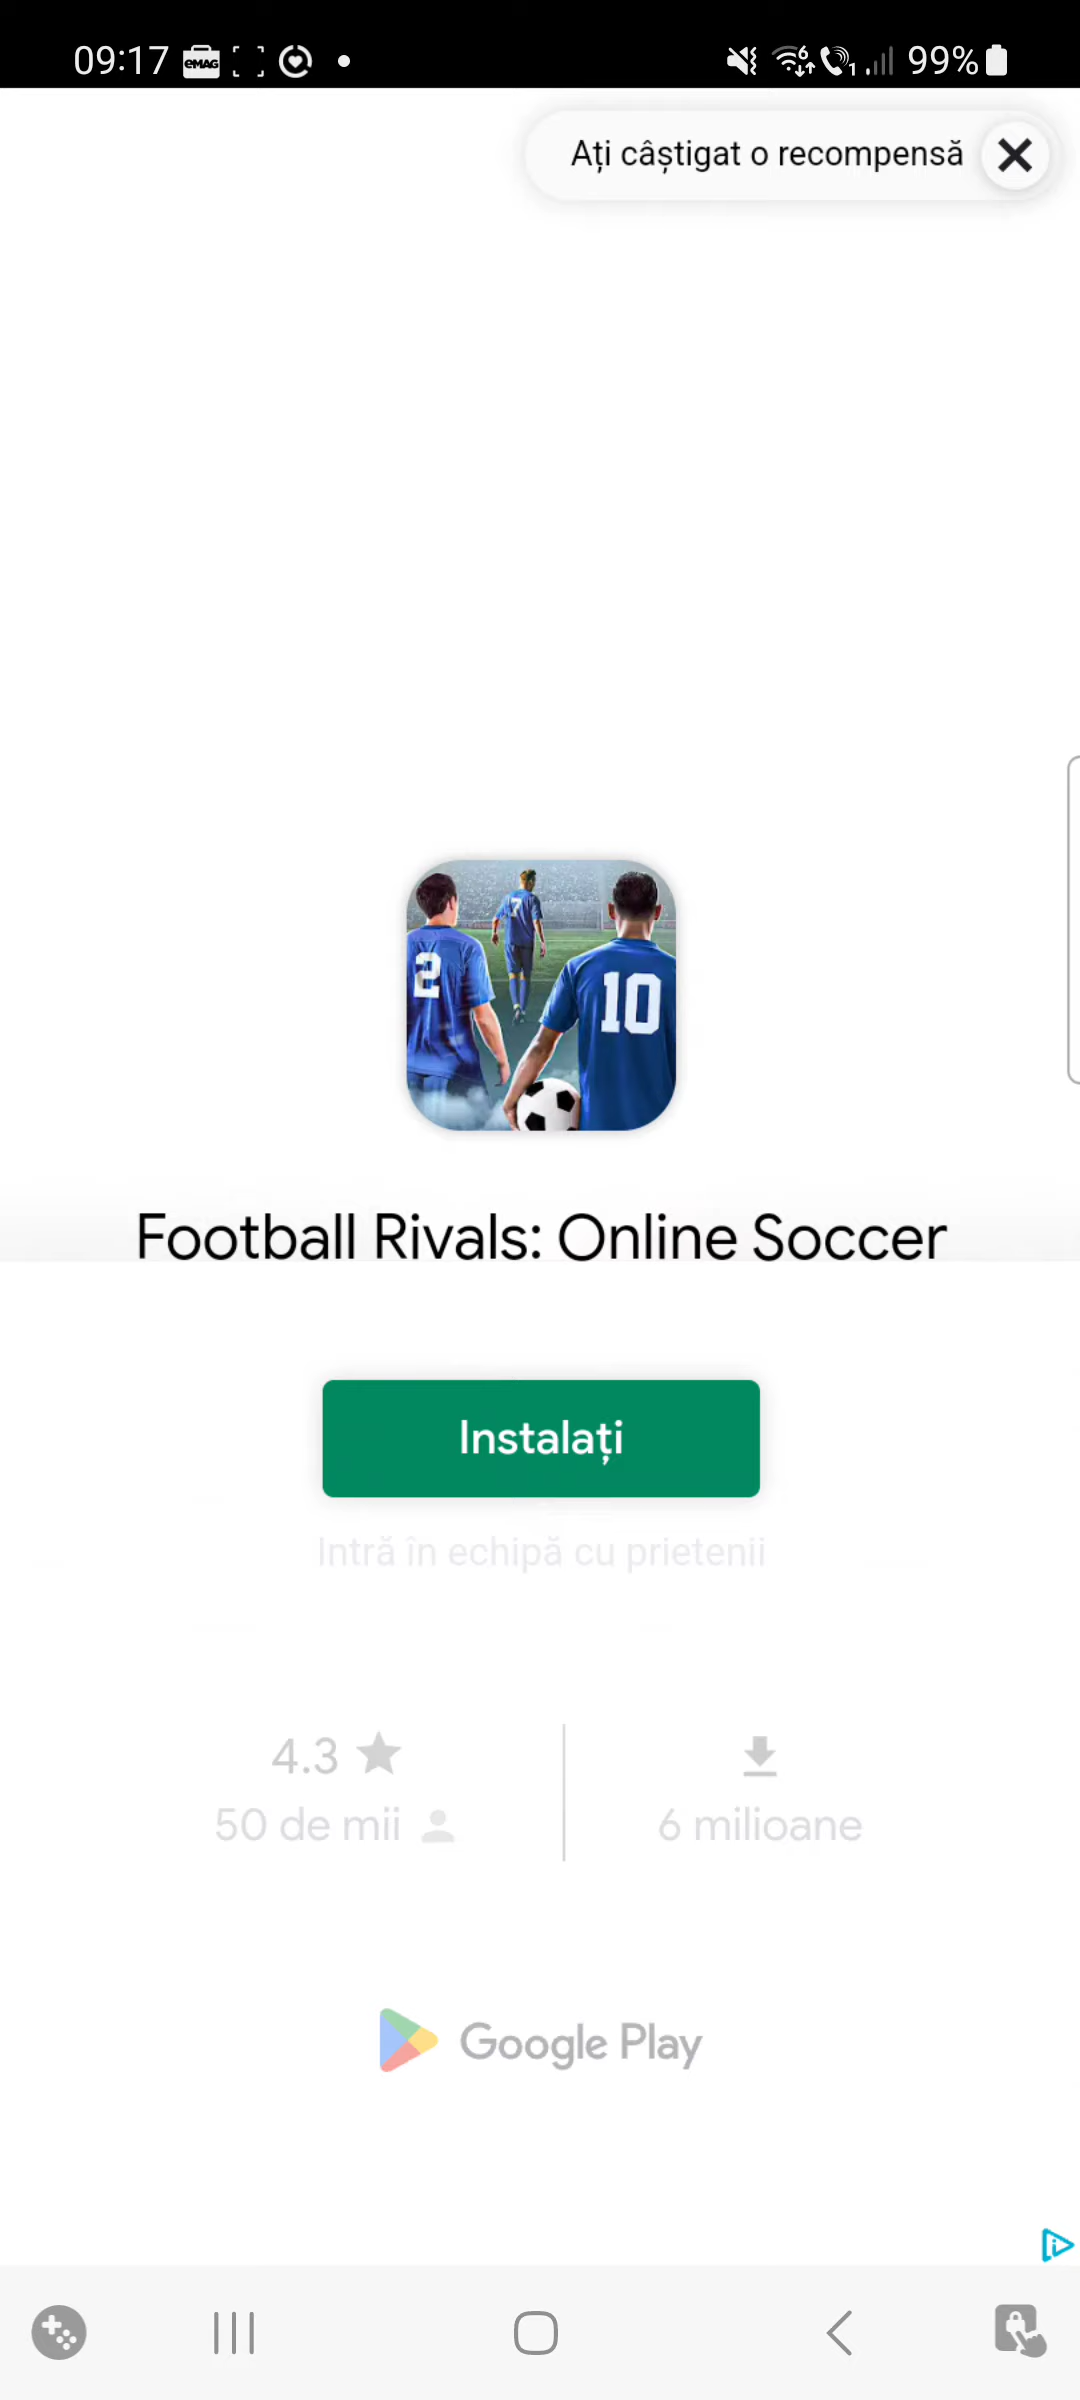 09:17 eMAG 99%
Ați câștigat o recompensă
2 7 10
Football Rivals: Online Soccer
Instalați
Intră în echipă cu prietenii
4.3
50 de mii
6 milioane
Google Play